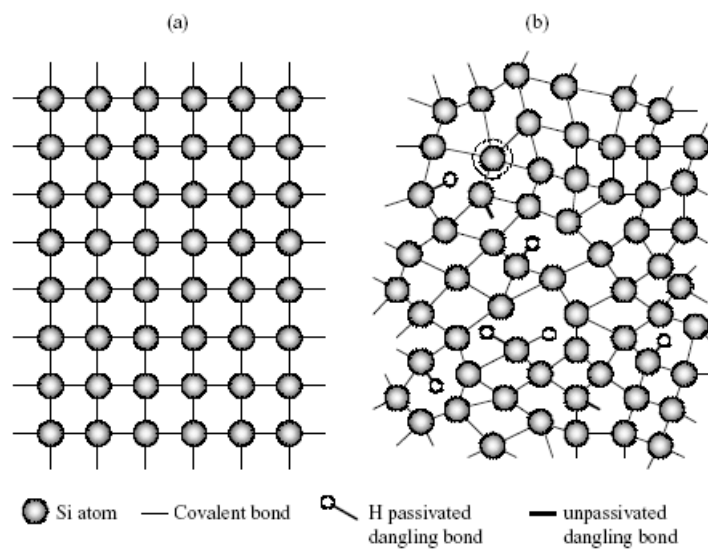 (a)
(b)
Si atom
Covalent bond
H passivated
dangling bond
unpassivated
dangling bond